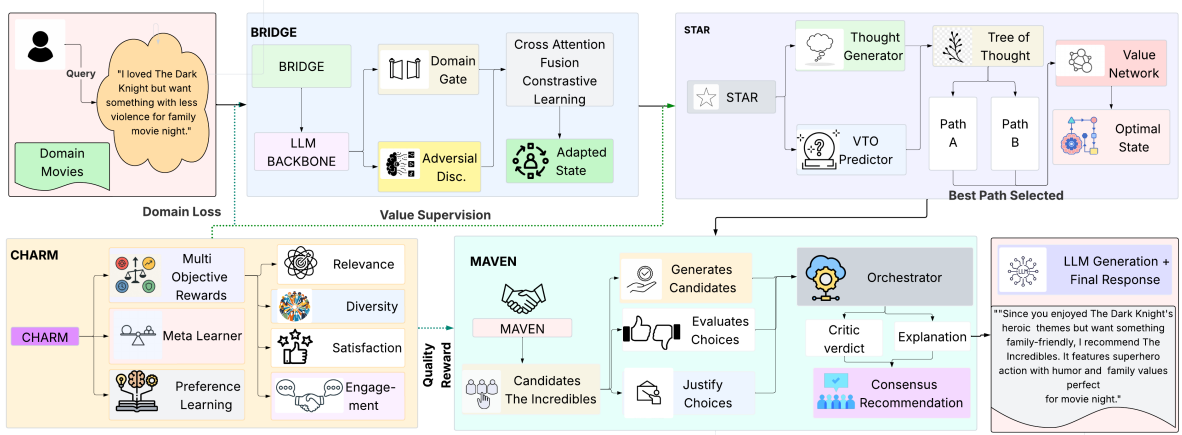 Query
"I loved The Dark
Knight but want
something with less
violence for family
movie night."
Domain
Movies
BRIDGE
BRIDGE
LLM
BACKBONE
Domain
Gate
Adversial
Disc.
Cross Attention
Fusion
Constrastive
Learning
Adapted
State
STAR
STAR
Thought
Generator
VTO
Predictor
Tree of
Thought
Path
A
Path
B
Value
Network
Optimal
State
Best Path Selected
Domain Loss
Value Supervision
CHARM
CHARM
Multi
Objective
Rewards
Meta Learner
Preference
Learning
Relevance
Diversity
Satisfaction
Engage-
ment
Quality
Reward
MAVEN
MAVEN
Candidates
The Incredibles
Generates
Candidates
Evaluates
Choices
Justify
Choices
Orchestrator
Critic
verdict
Explanation
Consensus
Recommendation
LLM
LLM Generation +
Final Response
""Since you enjoyed The Dark Knight's
heroic themes but want something
family-friendly, I recommend The
Incredibles. It features superhero
action with humor and family values
perfect
for movie night."